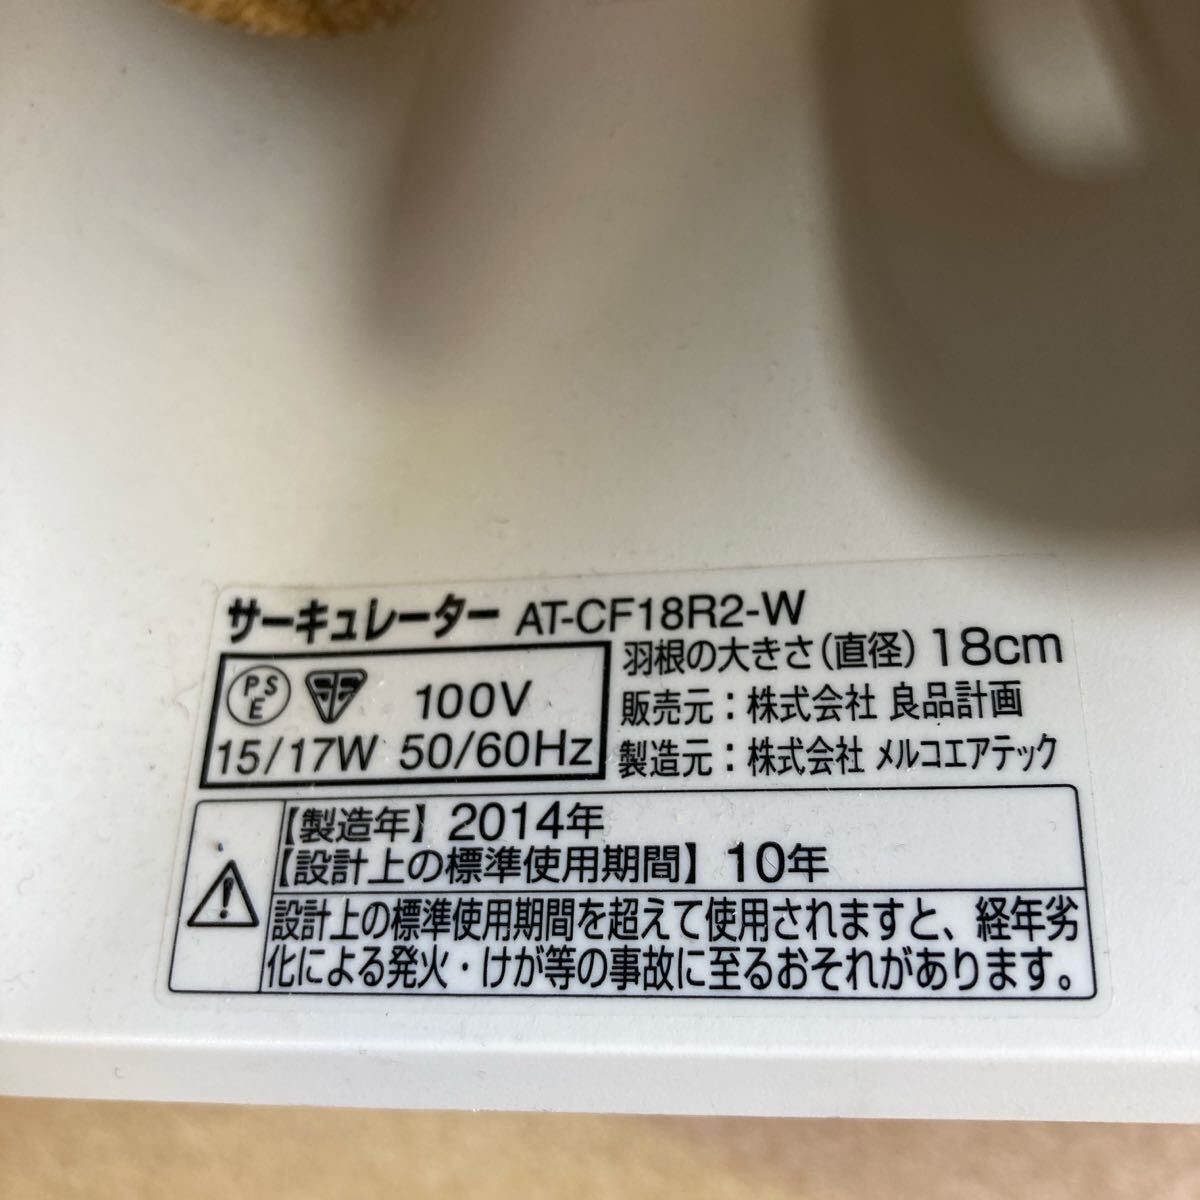 サーキュレーター AT-CF18R2-W
羽根の大きさ(直径) 18cm
PSE 100V
15/17W 50/60Hz
販売元：株式会社 良品計画
製造元：株式会社 メルコエアテック
【製造年】2014年
【設計上の標準使用期間】10年
設計上の標準使用期間を超えて使用されますと、経年劣
化による発火・けが等の事故に至るおそれがあります。